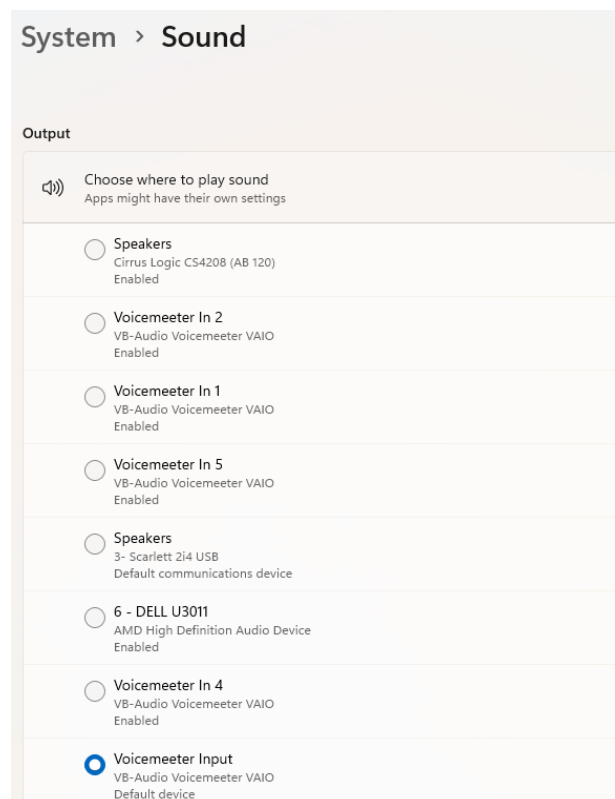 System > Sound
Output
Choose where to play sound
Apps might have their own settings
Speakers
Cirrus Logic CS4208 (AB 120)
Enabled
Voicemeeter In 2
VB-Audio Voicemeeter VAIO
Enabled
Voicemeeter In 1
VB-Audio Voicemeeter VAIO
Enabled
Voicemeeter In 5
VB-Audio Voicemeeter VAIO
Enabled
Speakers
3- Scarlett 2i4 USB
Default communications device
6 - DELL U3011
AMD High Definition Audio Device
Enabled
Voicemeeter In 4
VB-Audio Voicemeeter VAIO
Enabled
Voicemeeter Input
VB-Audio Voicemeeter VAIO
Default device